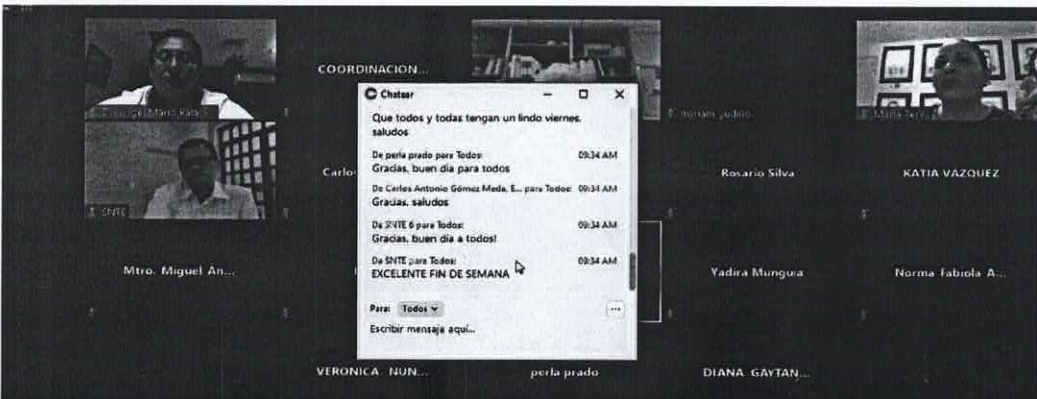 COORDINACION...
Chatear
Que todos y todas tengan un lindo viernes.
saludos
De perla prado para Todos: 09:34 AM
Gracias, buen dia para todos
De Carlos Antonio Gómez Meda, E... para Todos: 09:34 AM
Gracias, saludos
De SNTE 6 para Todos: 09:34 AM
Gracias, buen día a todos!
De SNTE para Todos: 09:34 AM
EXCELENTE FIN DE SEMANA
Para: Todos
Escribir mensaje aquí...
SNTE
Carlos
Rosario Silva
KATIA VÁZQUEZ
Mtro. Miguel An...
Yadira Munguia
Norma Fabiola A...
VERONICA NUN...
perla prado
DIANA GAYTAN...